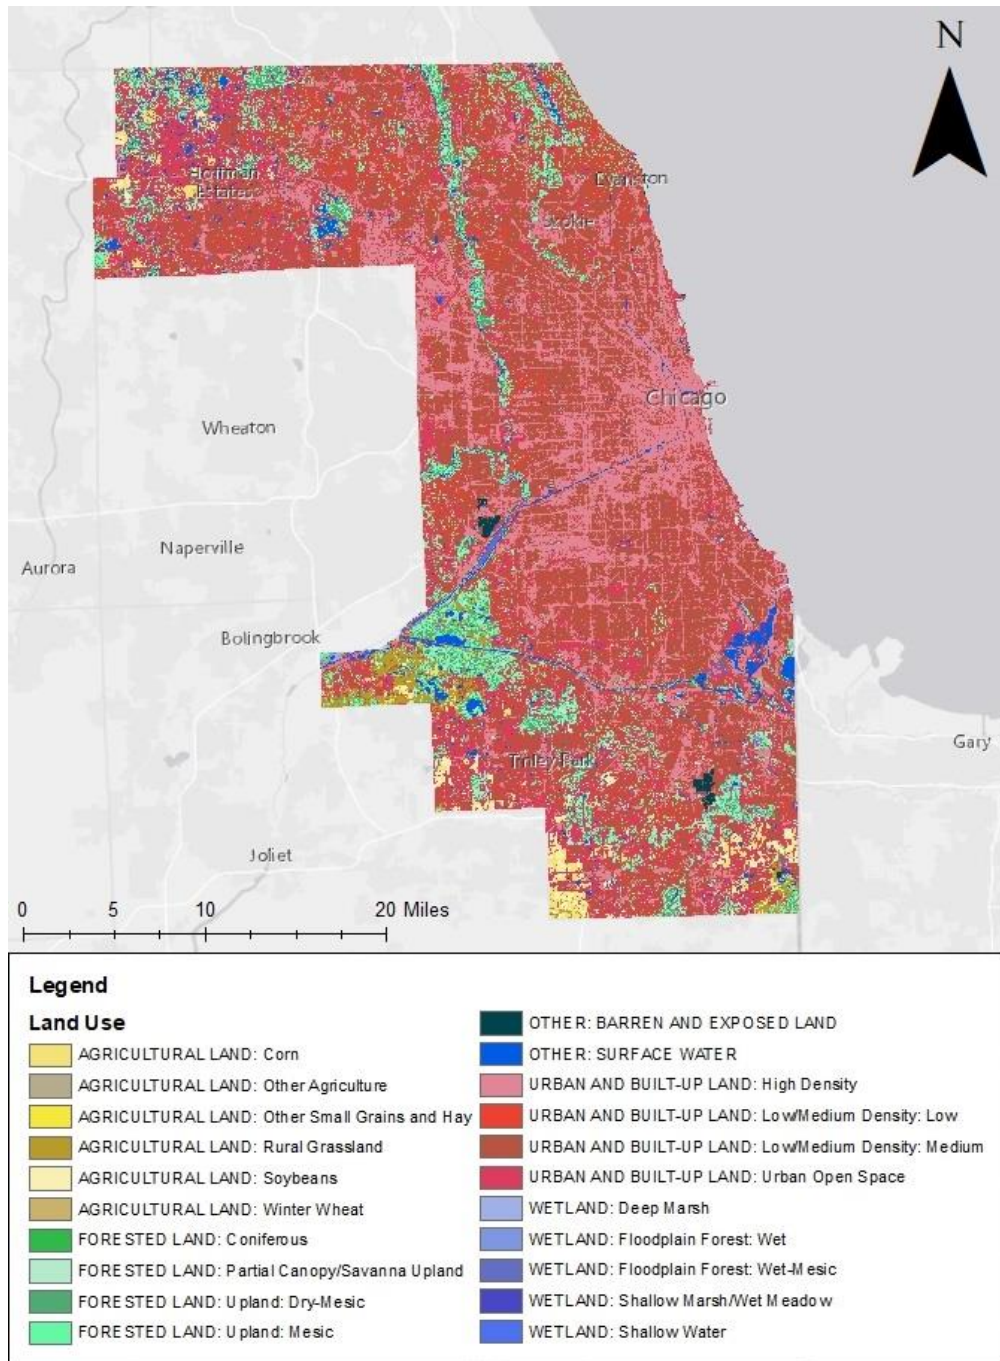 N
Hoffman
Estates
Evanston
Skokie
Chicago
Wheaton
Naperville
Aurora
Bolingbrook
Gary
Tinley Park
Joliet
0 5 10 20 Miles
Legend
Land Use
AGRICULTURAL LAND: Corn
AGRICULTURAL LAND: Other Agriculture
AGRICULTURAL LAND: Other Small Grains and Hay
AGRICULTURAL LAND: Rural Grassland
AGRICULTURAL LAND: Soybeans
AGRICULTURAL LAND: Winter Wheat
FORESTED LAND: Coniferous
FORESTED LAND: Partial Canopy/Savanna Upland
FORESTED LAND: Upland: Dry-Mesic
FORESTED LAND: Upland: Mesic
OTHER: BARREN AND EXPOSED LAND
OTHER: SURFACE WATER
URBAN AND BUILT-UP LAND: High Density
URBAN AND BUILT-UP LAND: Low/Medium Density: Low
URBAN AND BUILT-UP LAND: Low/Medium Density: Medium
URBAN AND BUILT-UP LAND: Urban Open Space
WETLAND: Deep Marsh
WETLAND: Floodplain Forest: Wet
WETLAND: Floodplain Forest: Wet-Mesic
WETLAND: Shallow Marsh/Wet Meadow
WETLAND: Shallow Water